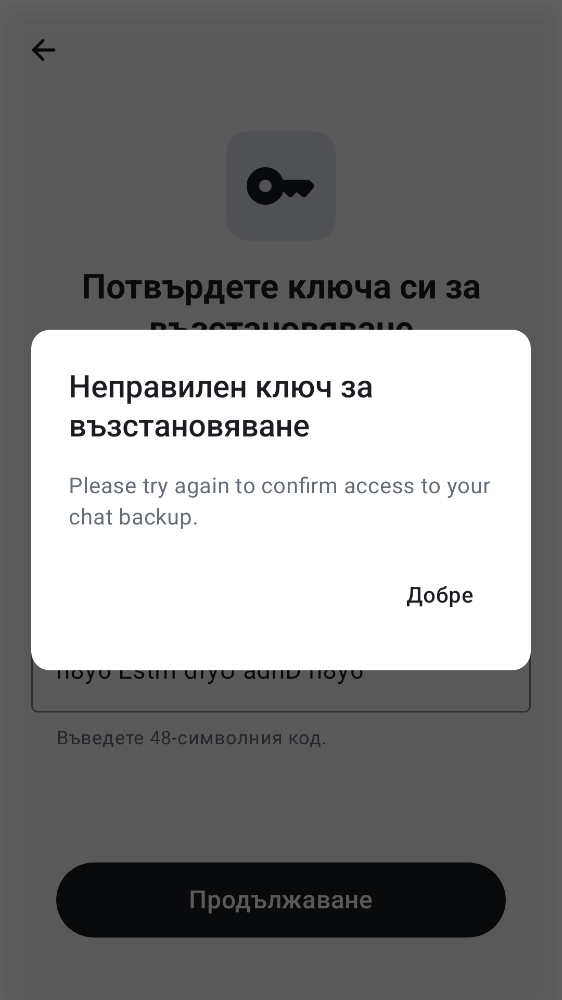 Потвърдете ключа си за
възстановяване
Неправилен ключ за
възстановяване
Please try again to confirm access to your
chat backup.
Добре
Въведете 48-символния код.
Продължаване